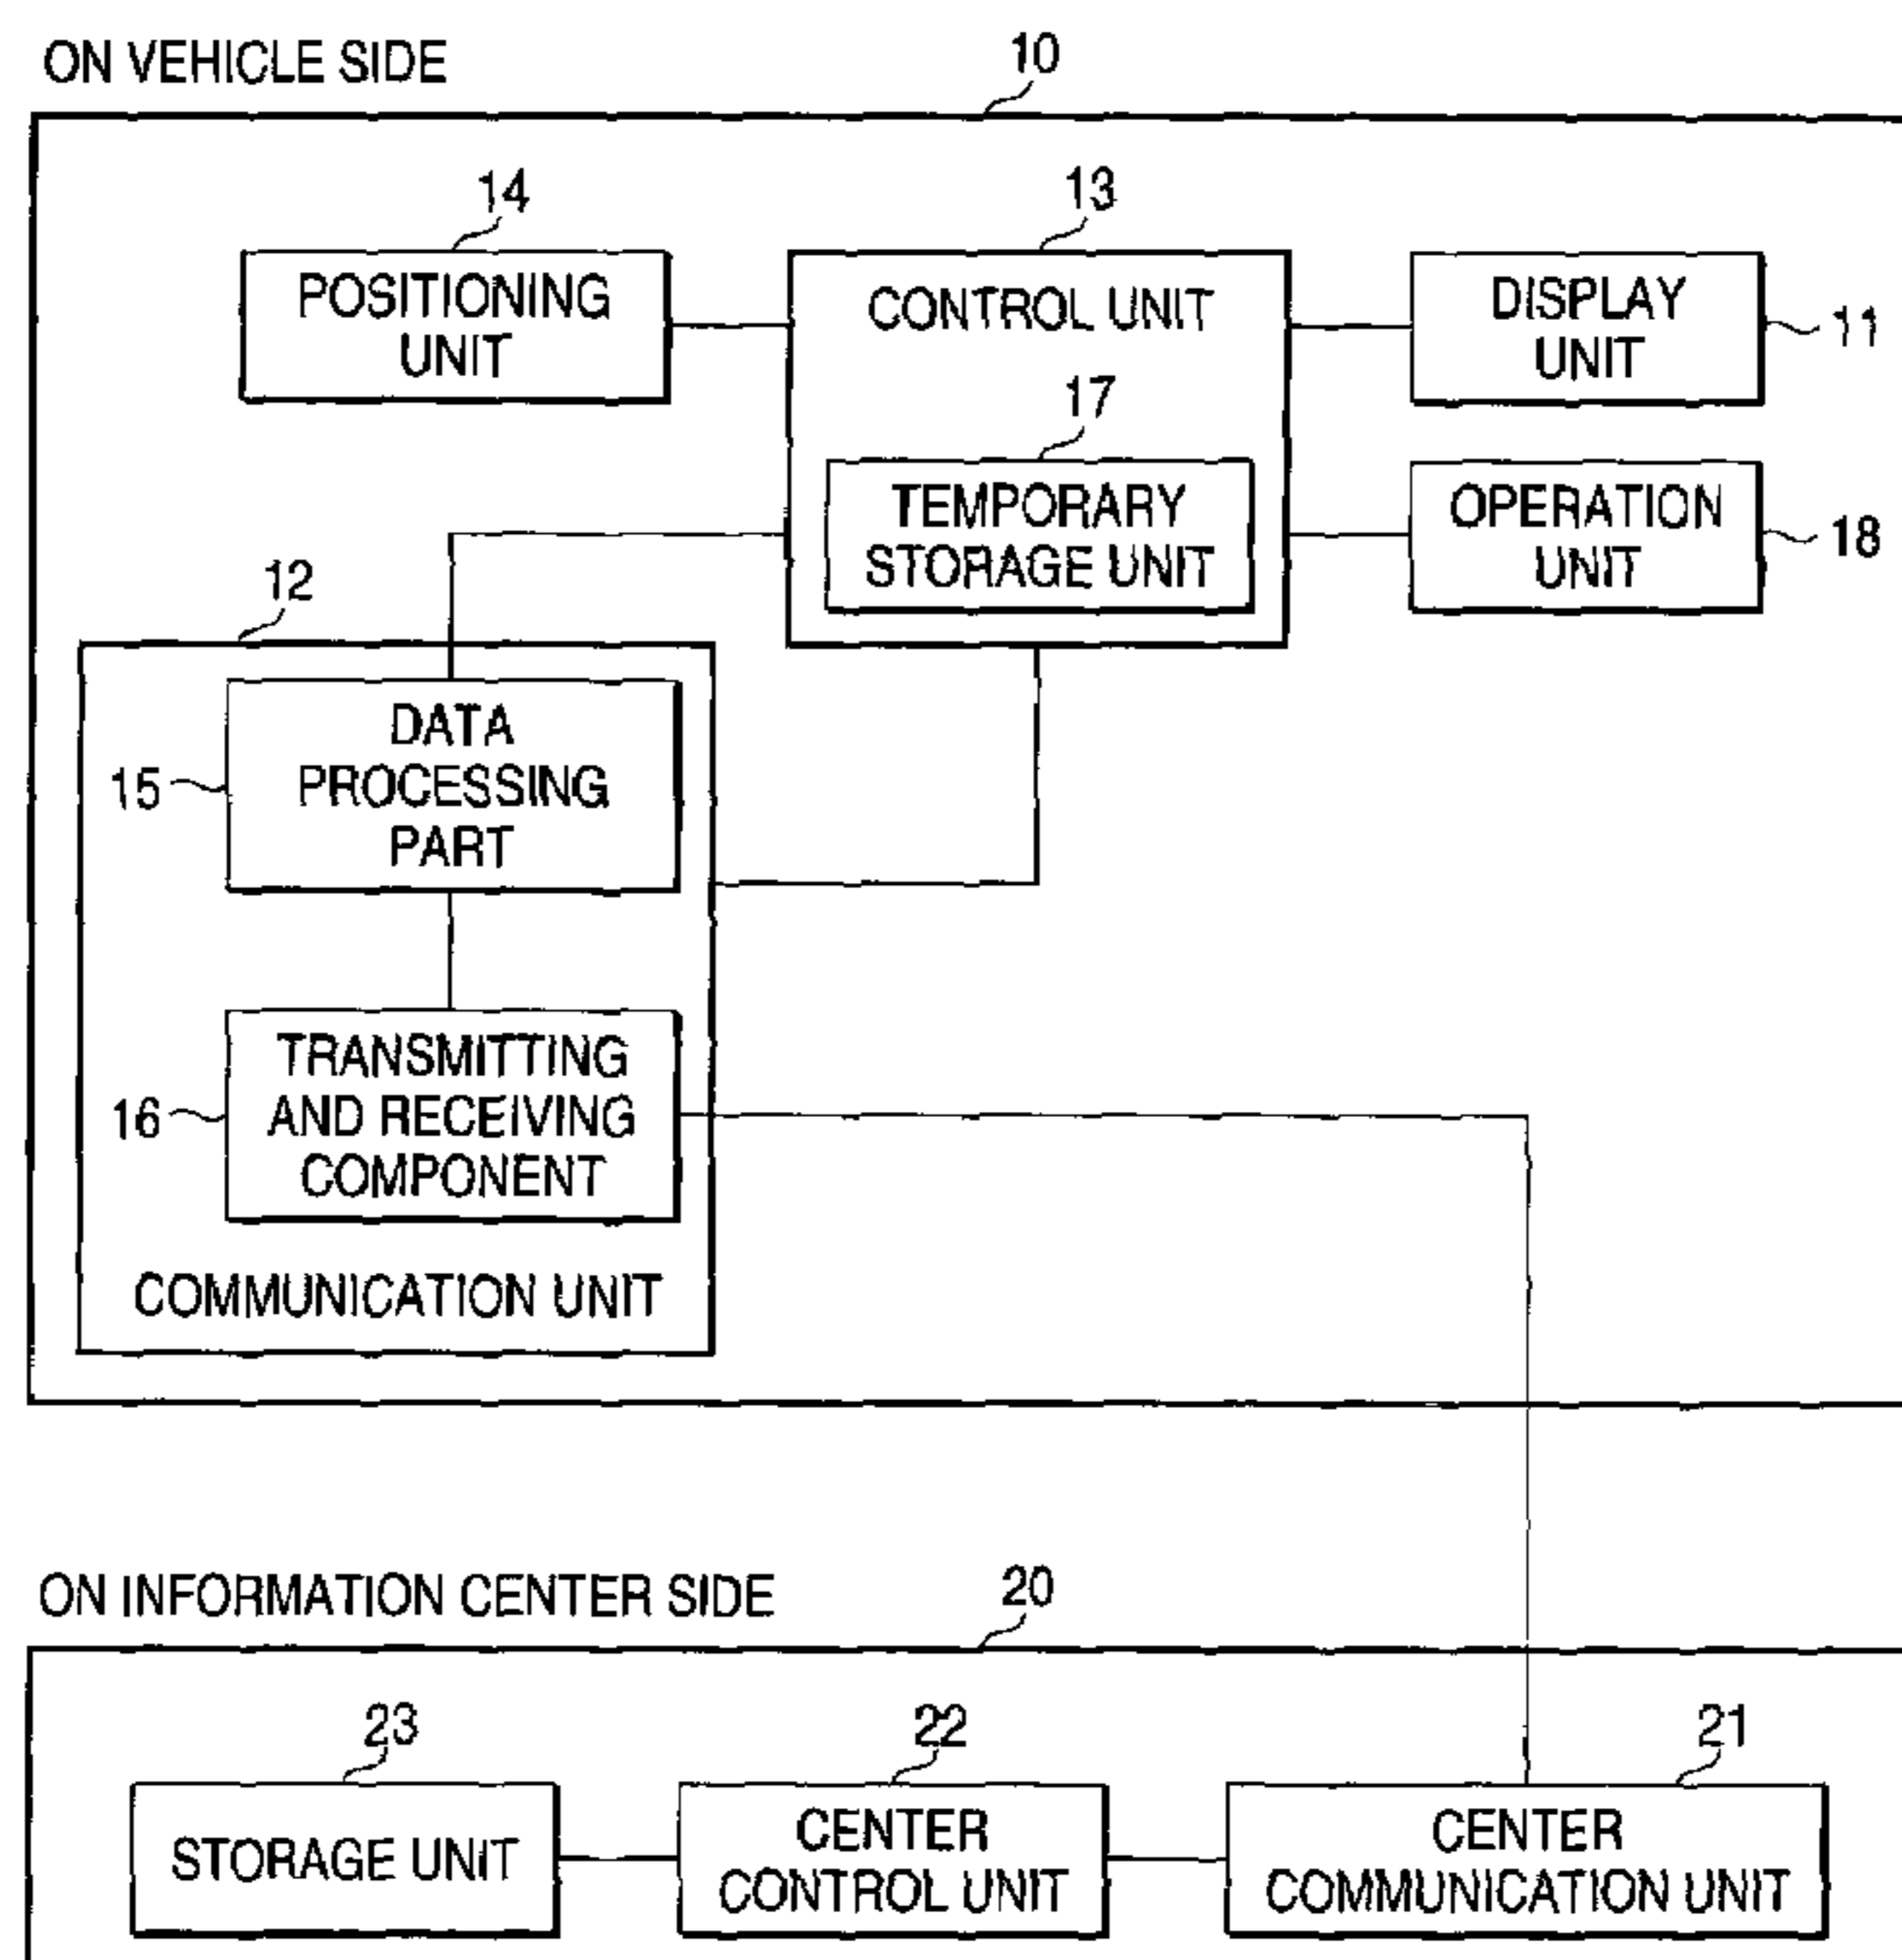 ON VEHICLE SIDE
10
14
13
POSITIONING
UNIT
CONTROL UNIT
DISPLAY
UNIT
11
17
TEMPORARY
STORAGE UNIT
OPERATION
UNIT
18
12
DATA
PROCESSING
PART
15
TRANSMITTING
AND RECEIVING
COMPONENT
16
COMMUNICATION UNIT
ON INFORMATION CENTER SIDE
20
23
22
21
STORAGE UNIT
CENTER
CONTROL UNIT
CENTER
COMMUNICATION UNIT